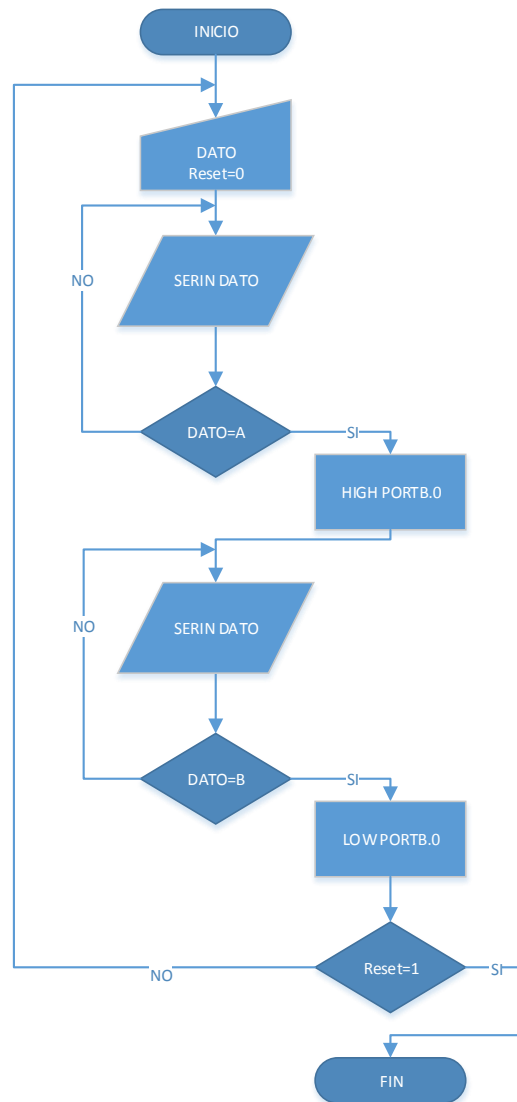 INICIO
DATO
Reset=0
SERIN DATO
NO
DATO=A
SI
HIGH PORTB.0
SERIN DATO
NO
DATO=B
SI
LOW PORTB.0
Reset=1
NO
SI
FIN